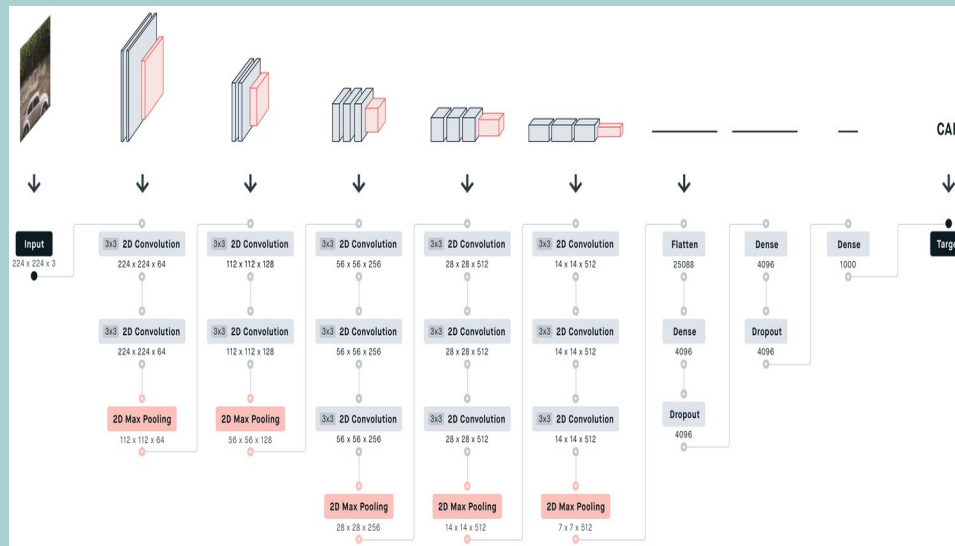 CAR
Input
224 x 224 x 3
3x3 2D Convolution
224 x 224 x 64
3x3 2D Convolution
224 x 224 x 64
2D Max Pooling
112 x 112 x 64
3x3 2D Convolution
112 x 112 x 128
3x3 2D Convolution
112 x 112 x 128
2D Max Pooling
56 x 56 x 128
3x3 2D Convolution
56 x 56 x 256
3x3 2D Convolution
56 x 56 x 256
3x3 2D Convolution
56 x 56 x 256
2D Max Pooling
28 x 28 x 256
3x3 2D Convolution
28 x 28 x 512
3x3 2D Convolution
28 x 28 x 512
3x3 2D Convolution
28 x 28 x 512
2D Max Pooling
14 x 14 x 512
3x3 2D Convolution
14 x 14 x 512
3x3 2D Convolution
14 x 14 x 512
3x3 2D Convolution
14 x 14 x 512
2D Max Pooling
7 x 7 x 512
Flatten
25088
Dense
4096
Dropout
4096
Dense
4096
Dropout
4096
Dense
1000
Targe